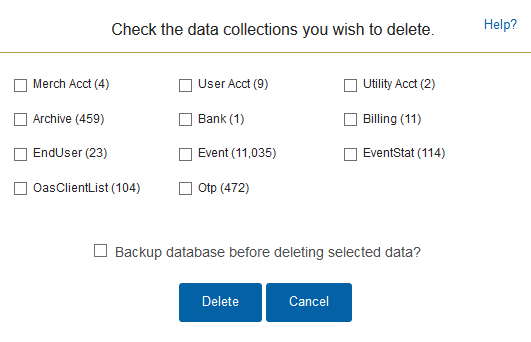 Check the data collections you wish to delete.
Help?
Merch Acct (4) User Acct (9) Utility Acct (2)
Archive (459) Bank (1) Billing (11)
EndUser (23) Event (11,035) EventStat (114)
OasClientList (104) Otp (472)
Backup database before deleting selected data?
Delete Cancel